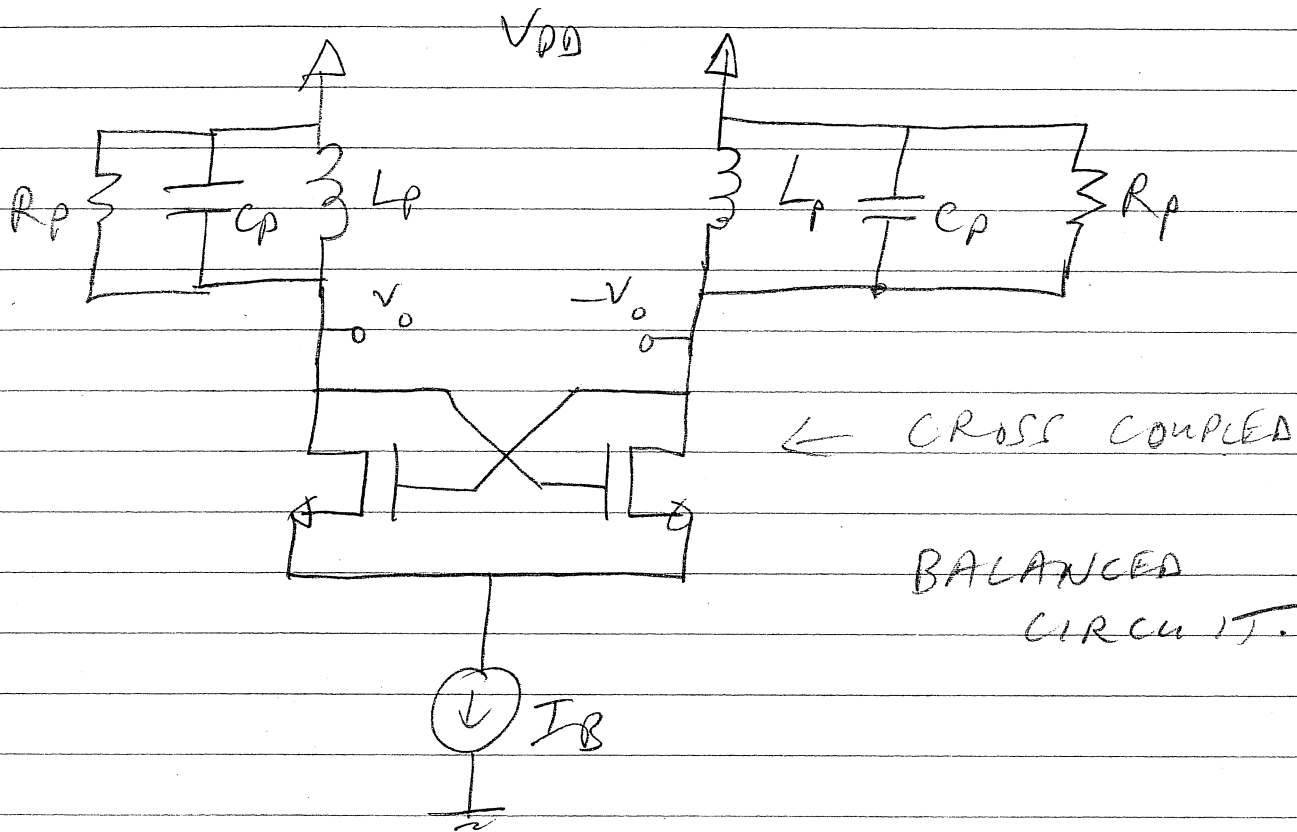 VDD
RP
CP
LP
LP
CP
RP
Vo
-Vo
← CROSS COUPLED
BALANCED
CIRCUIT.
IB